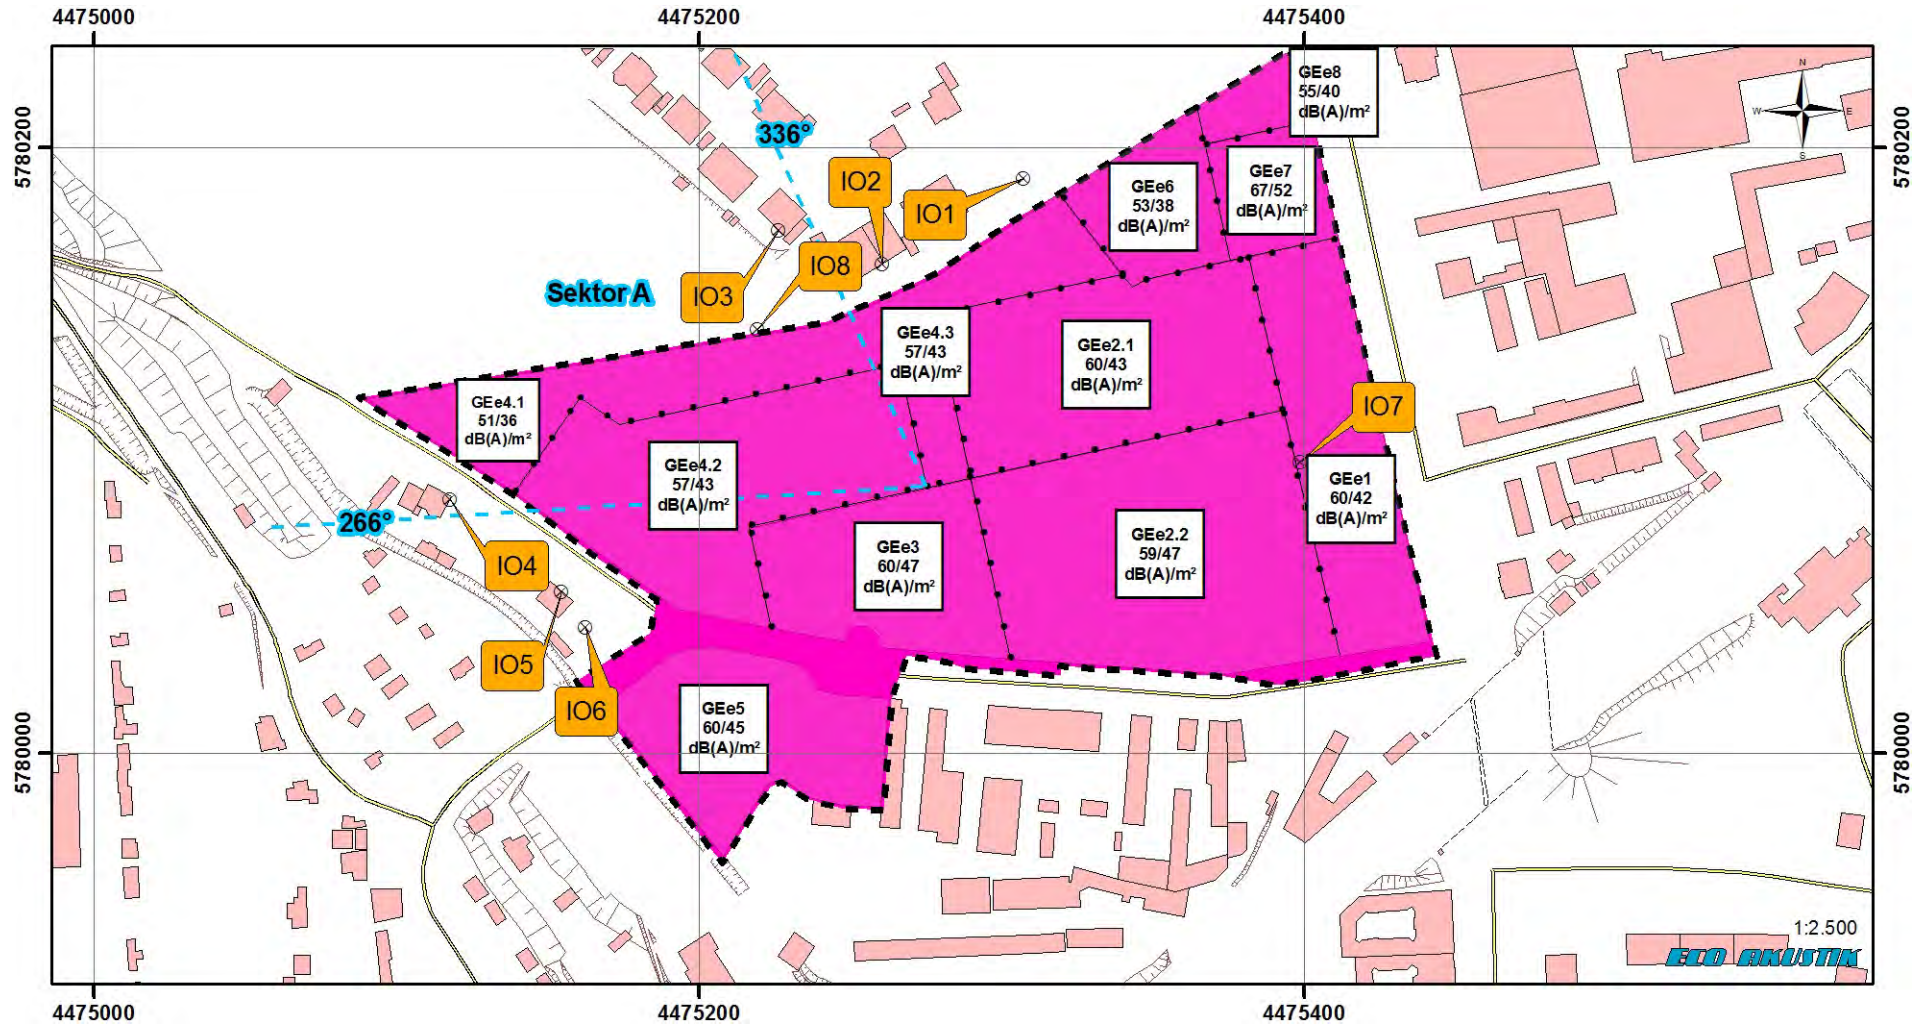 4475000
4475200
4475400
GEe8
55/40
dB(A)/m²
N
W
E
S
336°
5780200
5780200
IO2
IO1
GEe6
53/38
dB(A)/m²
GEe7
67/52
dB(A)/m²
IO8
IO3
Sektor A
GEe4.3
57/43
dB(A)/m²
GEe2.1
60/43
dB(A)/m²
GEe4.1
51/36
dB(A)/m²
IO7
GEe4.2
57/43
dB(A)/m²
GEe1
60/42
dB(A)/m²
266°
GEe3
60/47
dB(A)/m²
GEe2.2
59/47
dB(A)/m²
IO4
IO5
IO6
GEe5
60/45
dB(A)/m²
5780000
5780000
1:2.500
ECO AKUSTIK
4475000
4475200
4475400